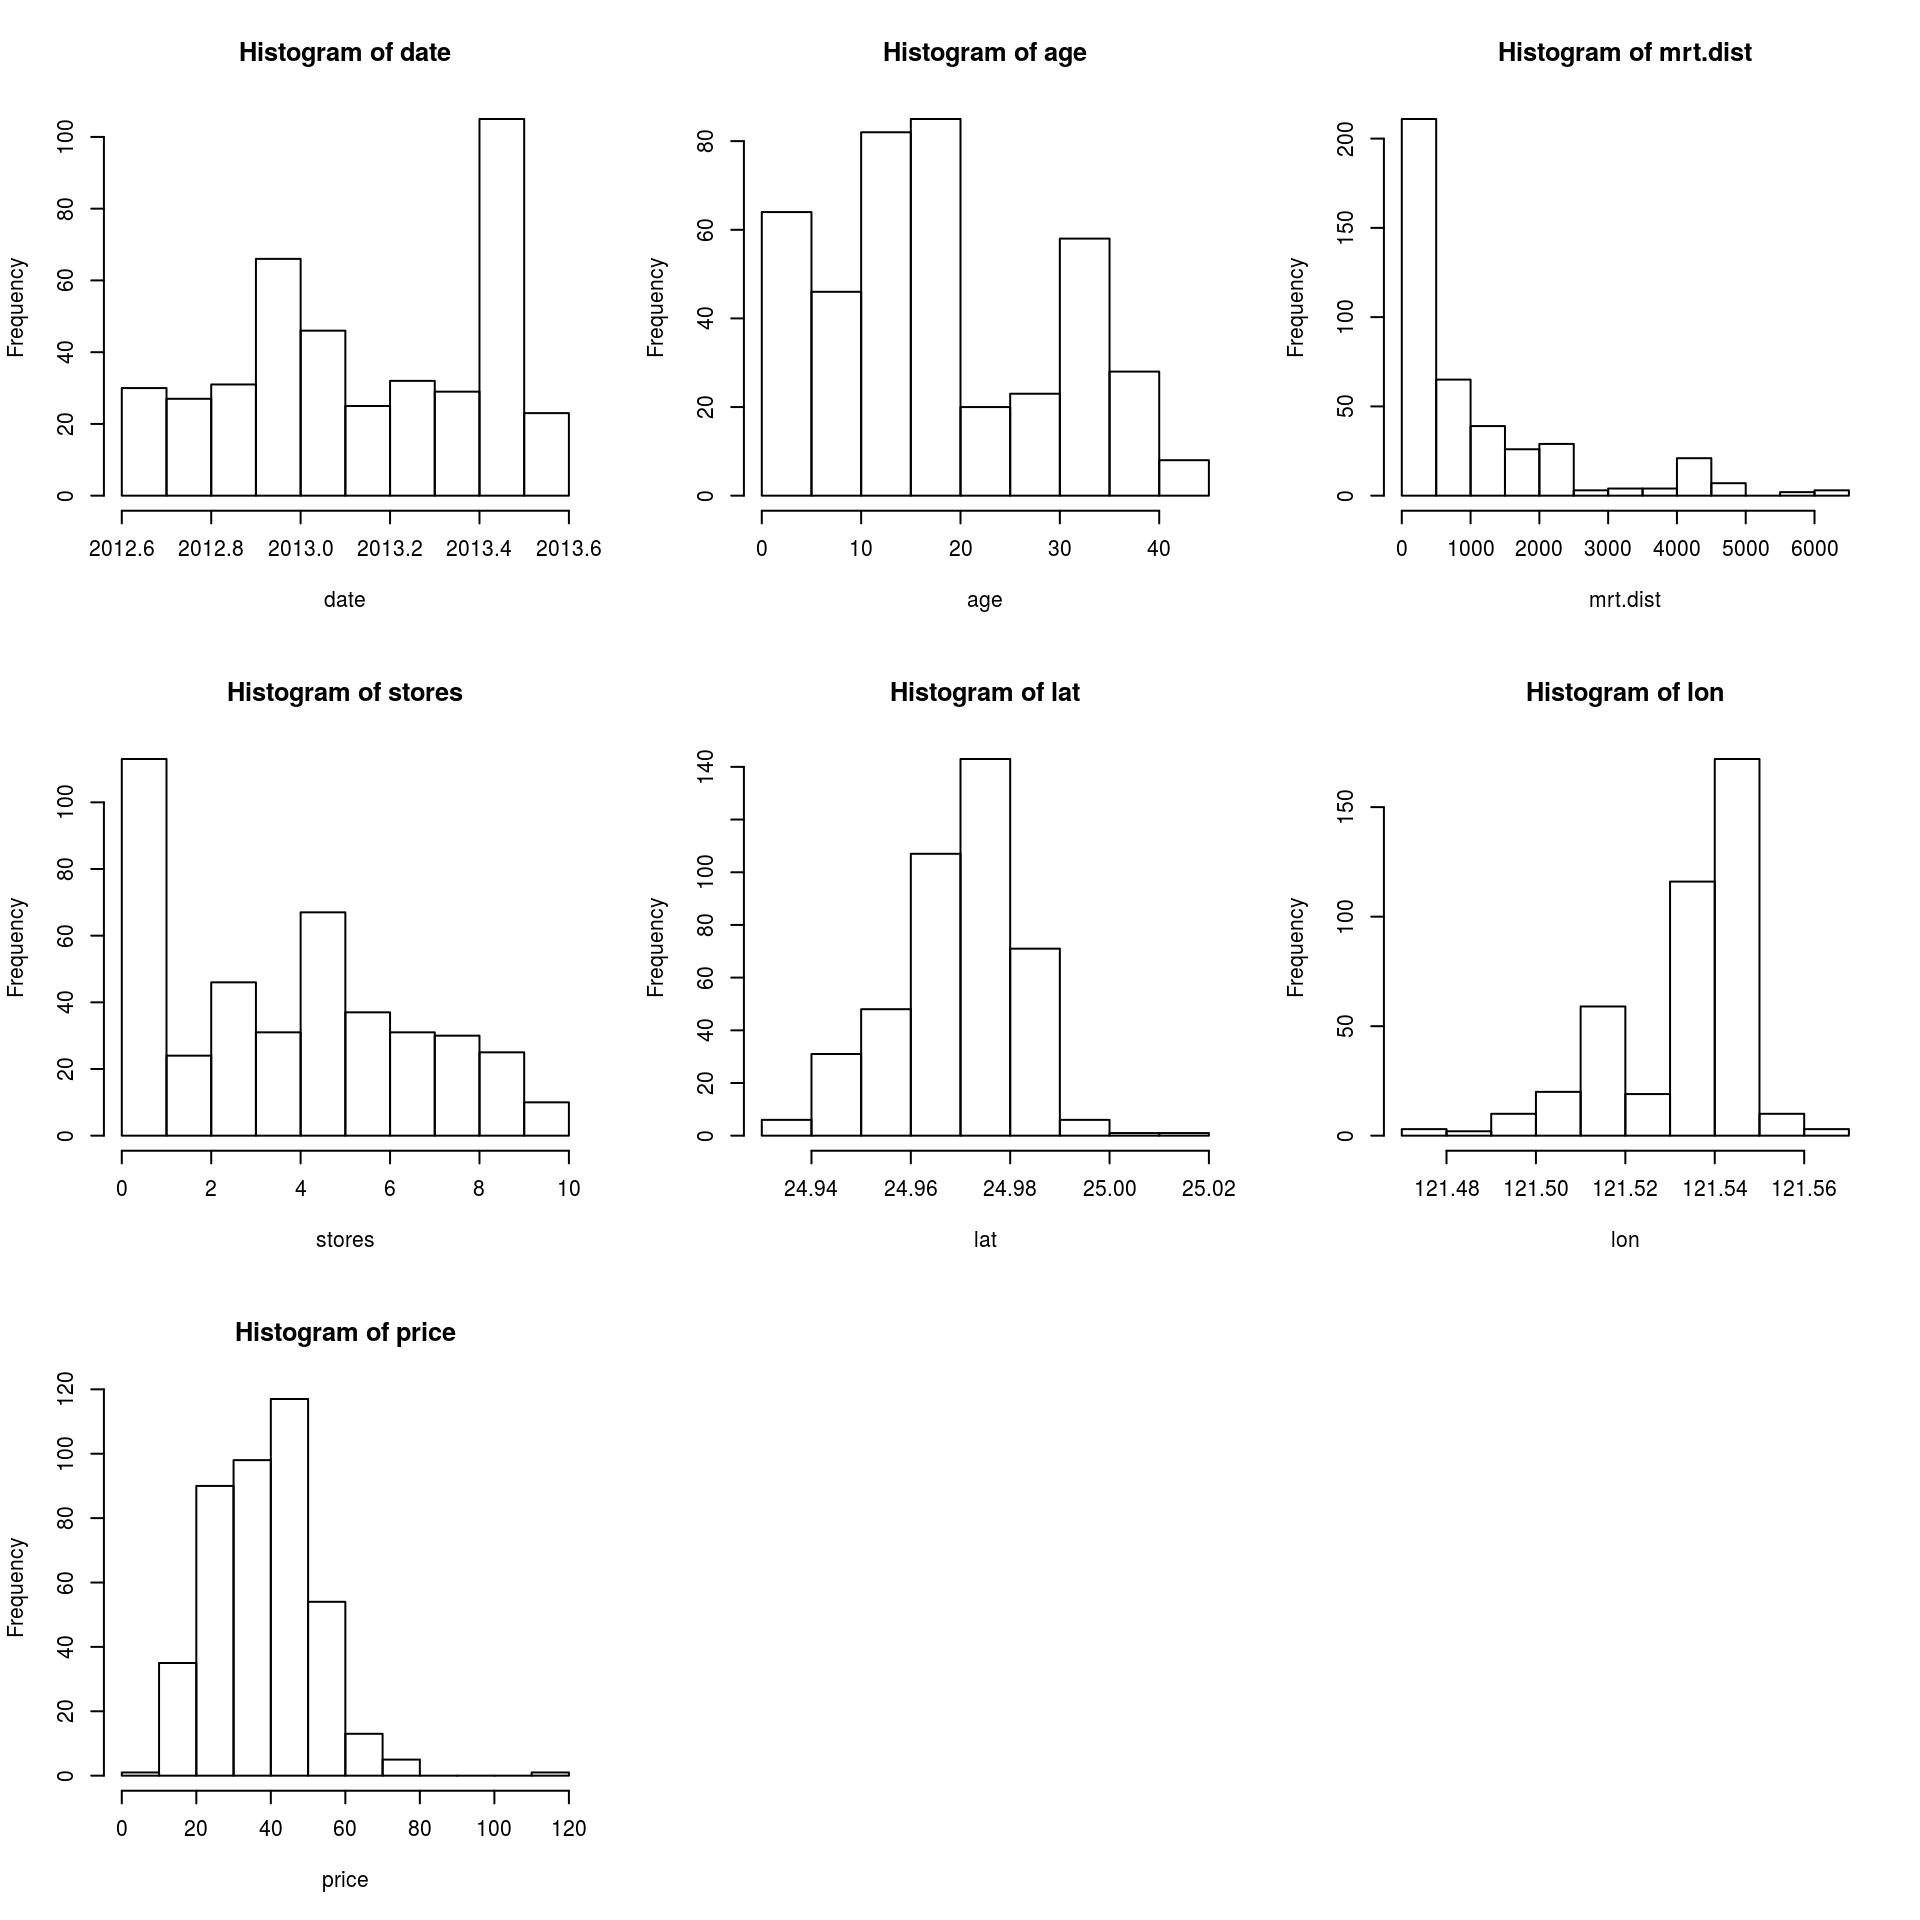 Histogram of date
Frequency
0 20 40 60 80 100
2012.6 2012.8 2013.0 2013.2 2013.4 2013.6
date
Histogram of age
Frequency
0 20 40 60 80
0 10 20 30 40
age
Histogram of mrt.dist
Frequency
0 50 100 150 200
0 1000 2000 3000 4000 5000 6000
mrt.dist
Histogram of stores
Frequency
0 20 40 60 80 100
0 2 4 6 8 10
stores
Histogram of lat
Frequency
0 20 40 60 80 100 140
24.94 24.96 24.98 25.00 25.02
lat
Histogram of lon
Frequency
0 50 100 150
121.48 121.50 121.52 121.54 121.56
lon
Histogram of price
Frequency
0 20 40 60 80 100 120
0 20 40 60 80 100 120
price